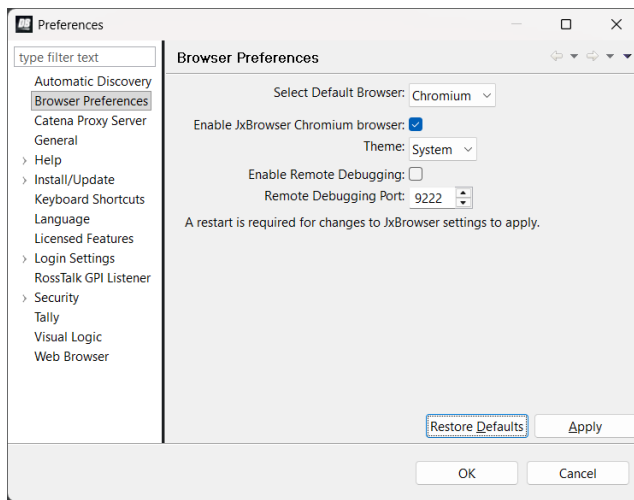 Preferences
type filter text
Automatic Discovery
Browser Preferences
Catena Proxy Server
General
Help
Install/Update
Keyboard Shortcuts
Language
Licensed Features
Login Settings
RossTalk GPI Listener
Security
Tally
Visual Logic
Web Browser
Browser Preferences
Select Default Browser: Chromium
Enable JxBrowser Chromium browser:
Theme: System
Enable Remote Debugging:
Remote Debugging Port: 9222
A restart is required for changes to JxBrowser settings to apply.
Restore Defaults Apply
OK Cancel